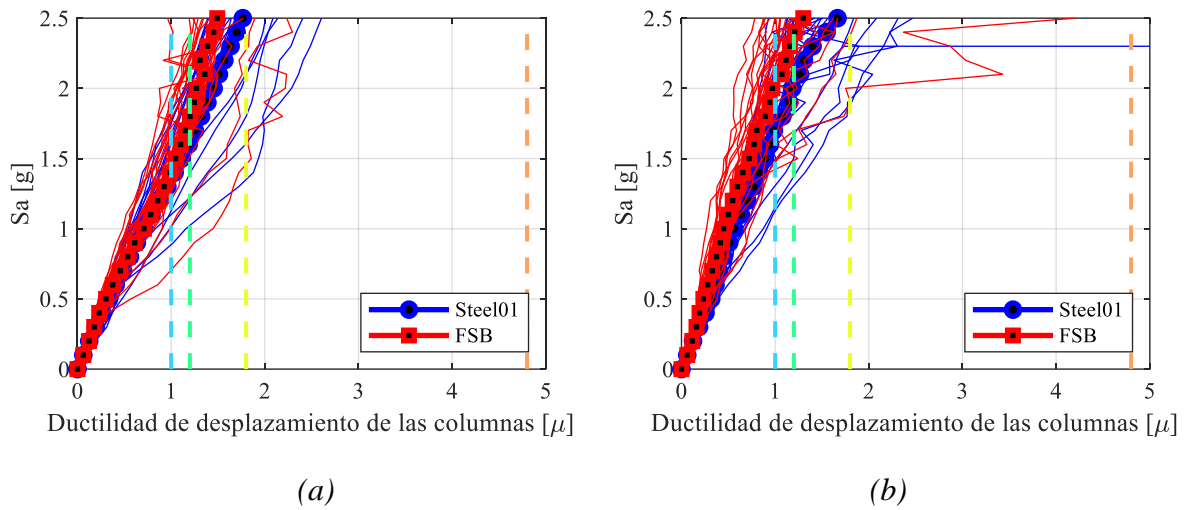 2.5
2
1.5
1
0.5
0
Sa [g]
0 1 2 3 4 5
Steel01
FSB
Ductilidad de desplazamiento de las columnas [μ]
(a)
2.5
2
1.5
1
0.5
0
Sa [g]
0 1 2 3 4 5
Steel01
FSB
Ductilidad de desplazamiento de las columnas [μ]
(b)